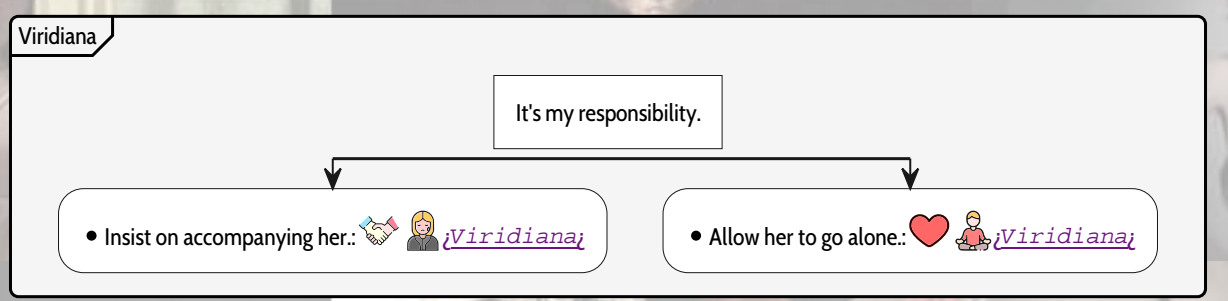 Viridiana
It's my responsibility.
• Insist on accompanying her.: ¡Viridiana¡
• Allow her to go alone.: ¡Viridiana¡